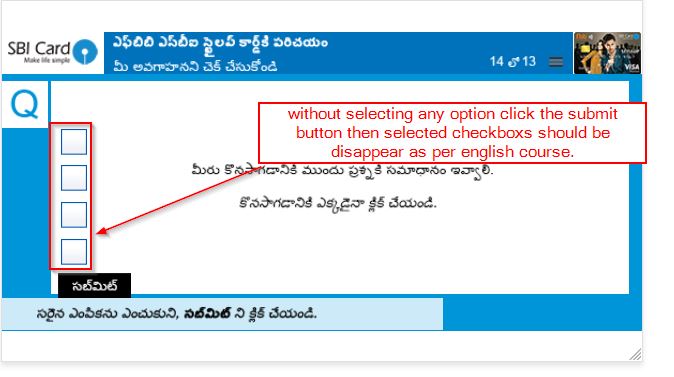 SBI Card
Make life simple
ఎఫ్‌బిబి ఎస్‌బీఐ స్టైలప్ కార్డ్‌కి పరిచయం
మీ అవగాహనని చెక్ చేసుకోండి
14 లో 13
VISA
Q
without selecting any option click the submit
button then selected checkboxs should be
disappear as per english course.
మీరు కొనసాగడానికి ముందు ప్రశ్నకి సమాధానం ఇవ్వాలి.
కొనసాగడానికి ఎక్కడైనా క్లిక్ చేయండి.
సబ్‌మిట్
సరైన ఎంపికను ఎంచుకుని, సబ్‌మిట్ ని క్లిక్ చేయండి.